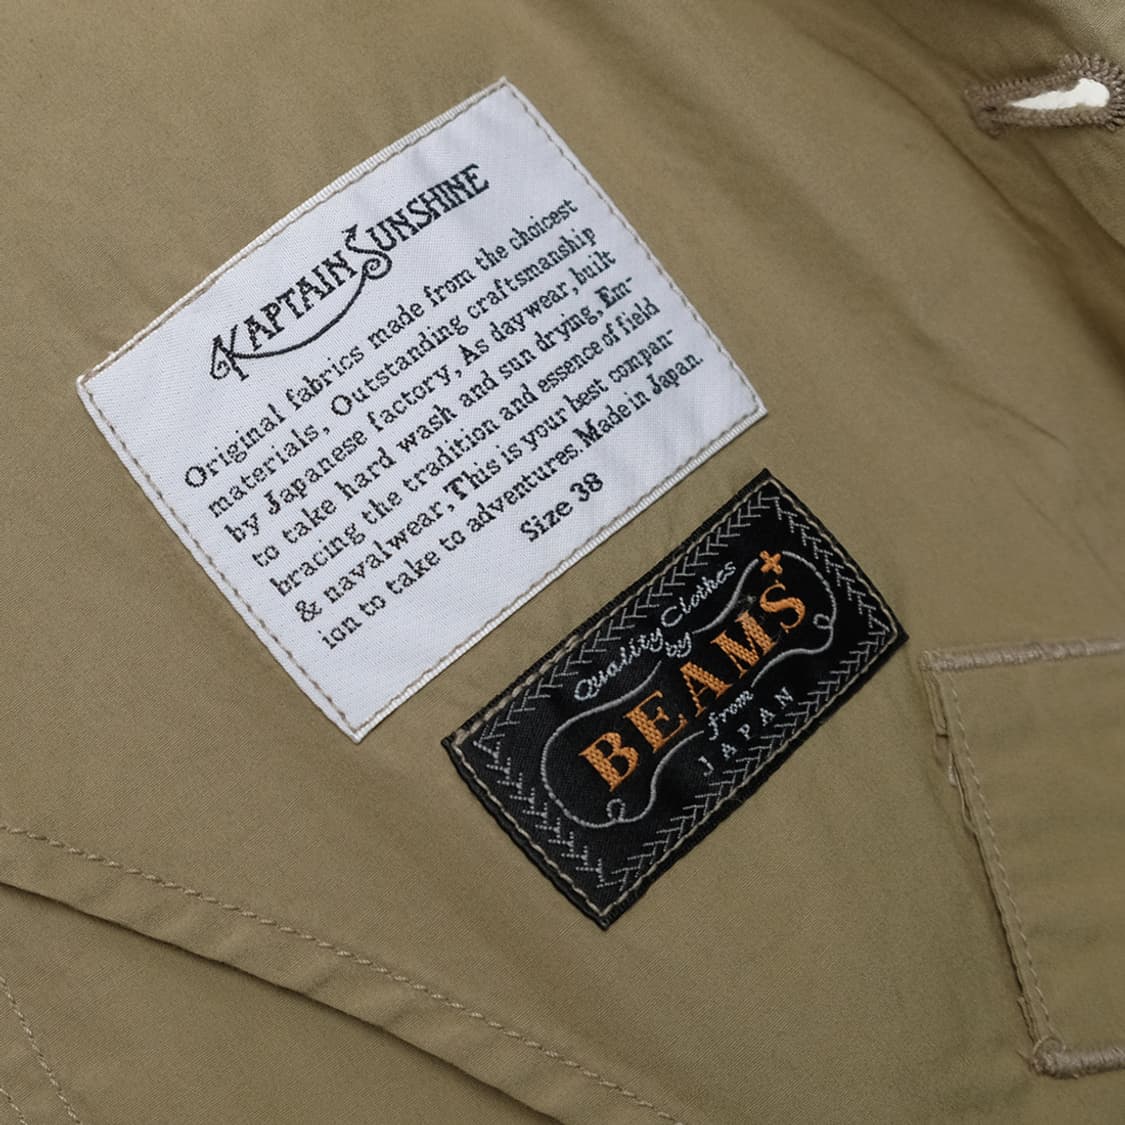 KAPTAIN SUNSHINE
Original fabrics made from the choicest
materials, Outstanding craftsmanship
by Japanese factory, As daywear, built
to take hard wash and sun drying, Em-
bracing the tradition and essence of field
& navalwear, This is your best compan-
ion to take to adventures. Made in Japan.
Size 38
Quality Clothes
by
BEAMS+
from
JAPAN